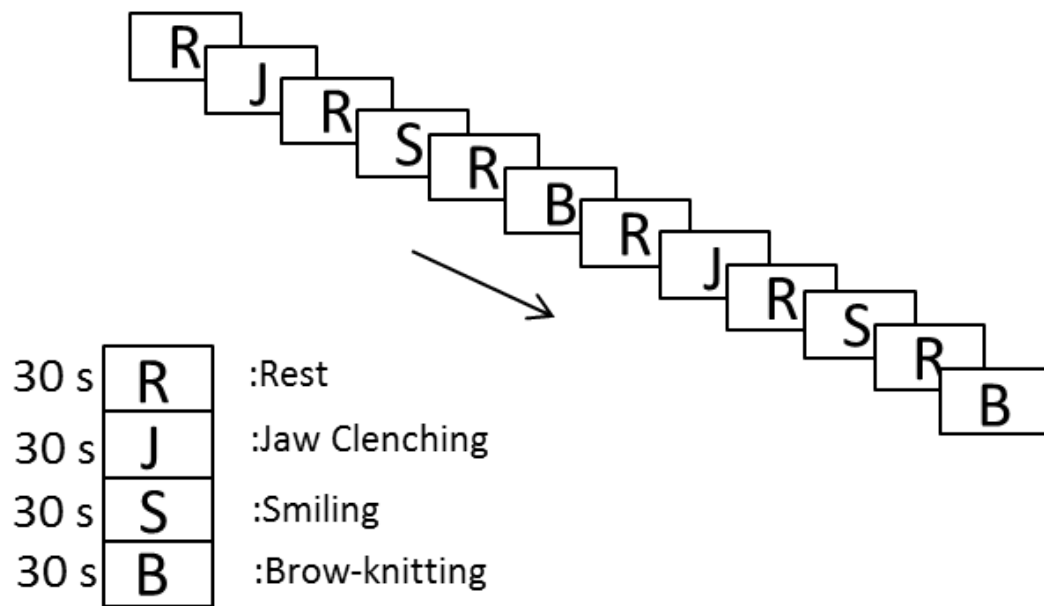 R
J
R
S
R
B
R
J
R
S
R
B
30 s R :Rest
30 s J :Jaw Clenching
30 s S :Smiling
30 s B :Brow-knitting